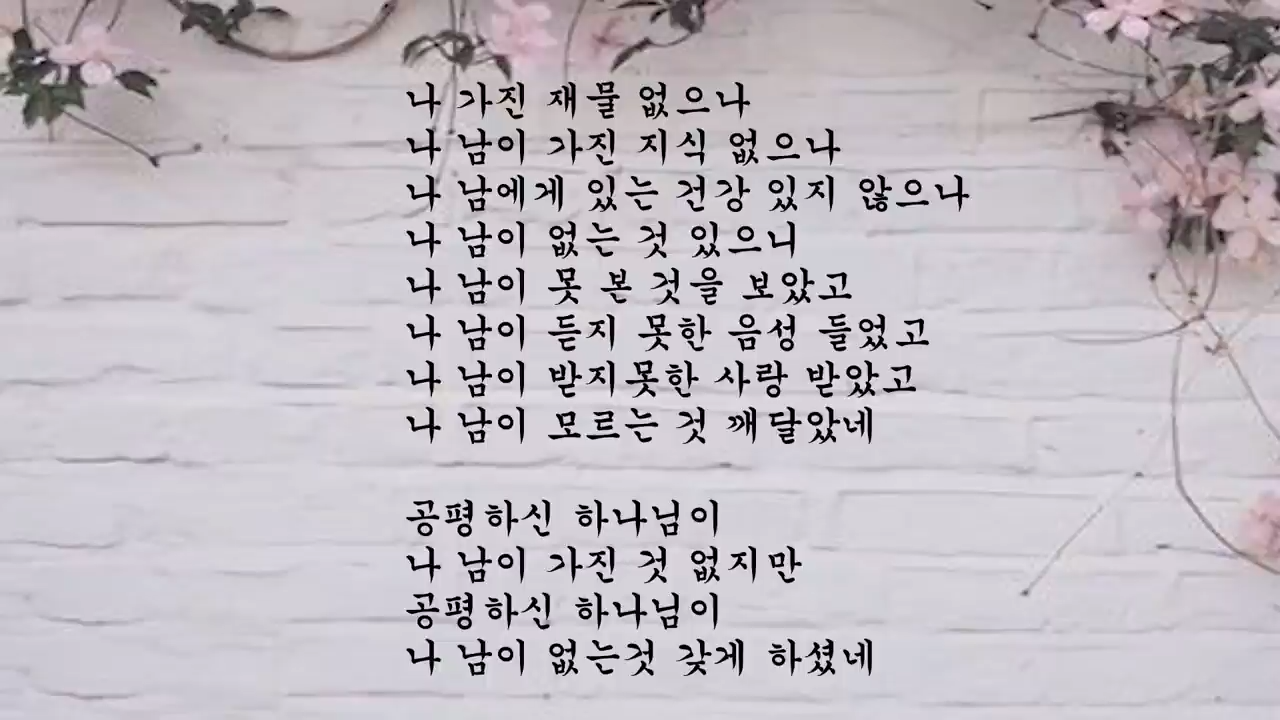 나 가진 재물 없으나
나 남이 가진 지식 없으나
나 남에게 있는 건강 있지 않으나
나 남이 없는 것 있으니
나 남이 못 본 것을 보았고
나 남이 듣지 못한 음성 들었고
나 남이 받지못한 사랑 받았고
나 남이 모르는 것 깨달았네
공평하신 하나님이
나 남이 가진 것 없지만
공평하신 하나님이
나 남이 없는것 갖게 하셨네